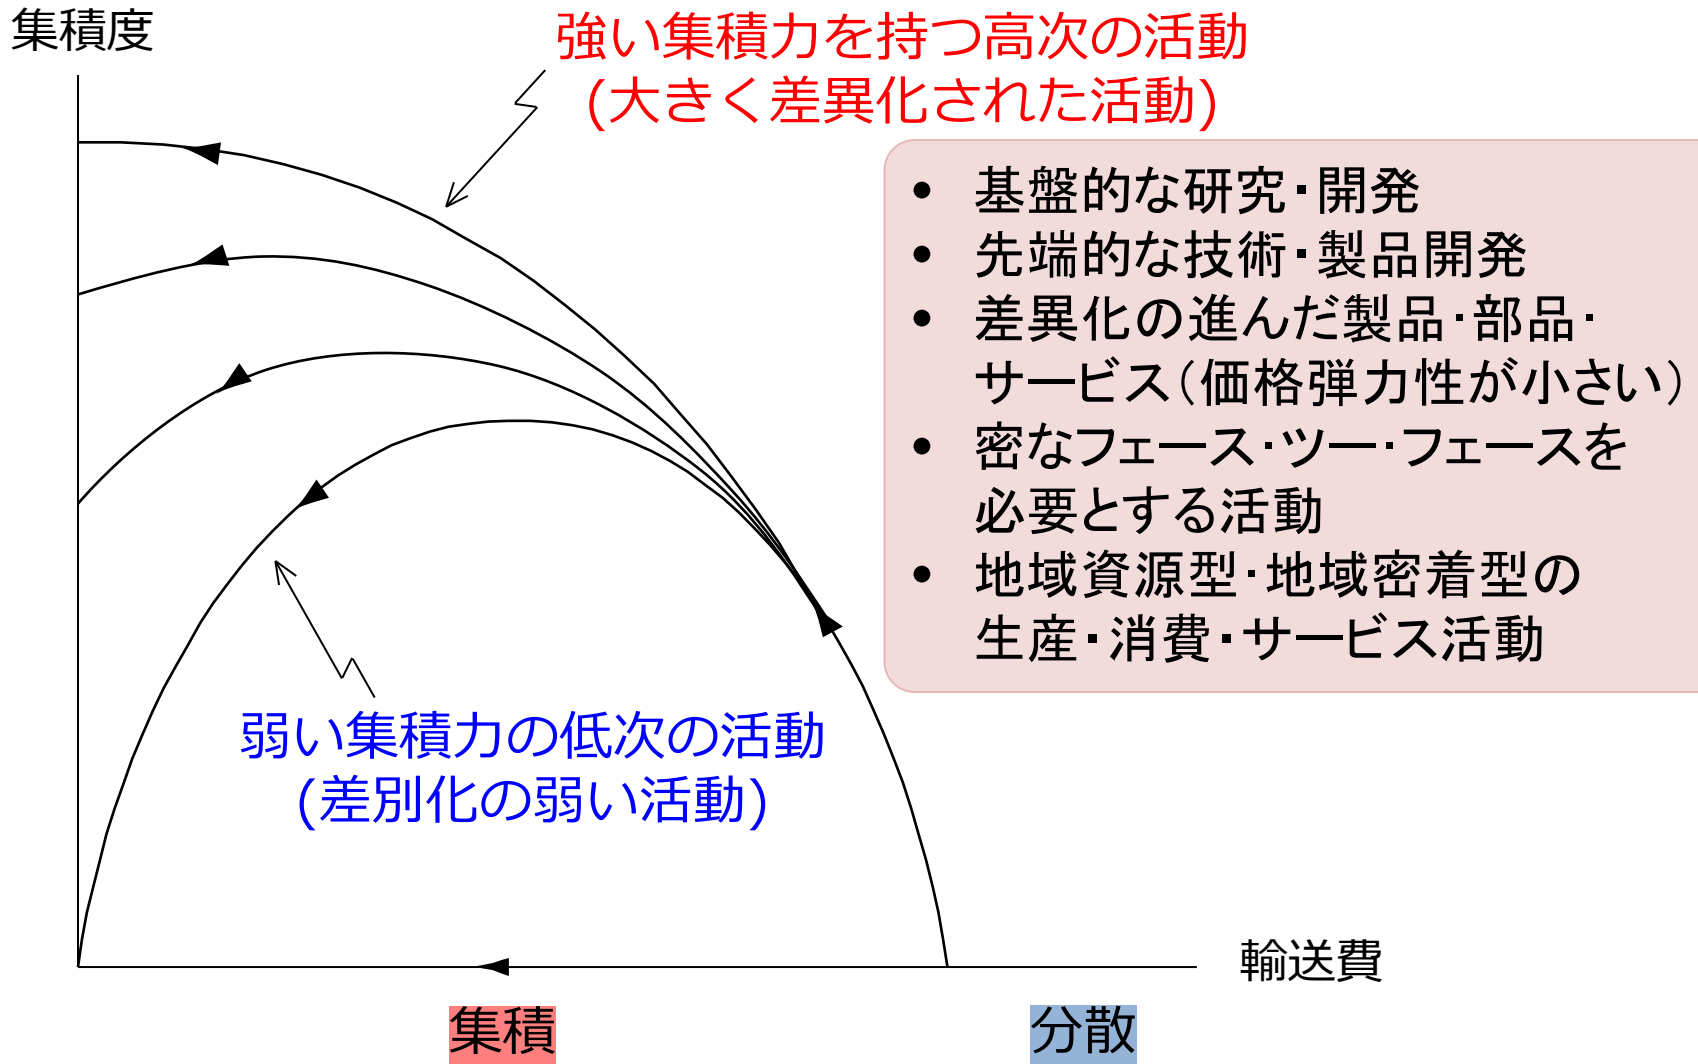 集積度
強い集積力を持つ高次の活動
(大きく差異化された活動)
• 基盤的な研究・開発
• 先端的な技術・製品開発
• 差異化の進んだ製品・部品・
サービス（価格弾力性が小さい）
• 密なフェース・ツー・フェースを
必要とする活動
• 地域資源型・地域密着型の
生産・消費・サービス活動
弱い集積力の低次の活動
(差別化の弱い活動)
輸送費
集積
分散